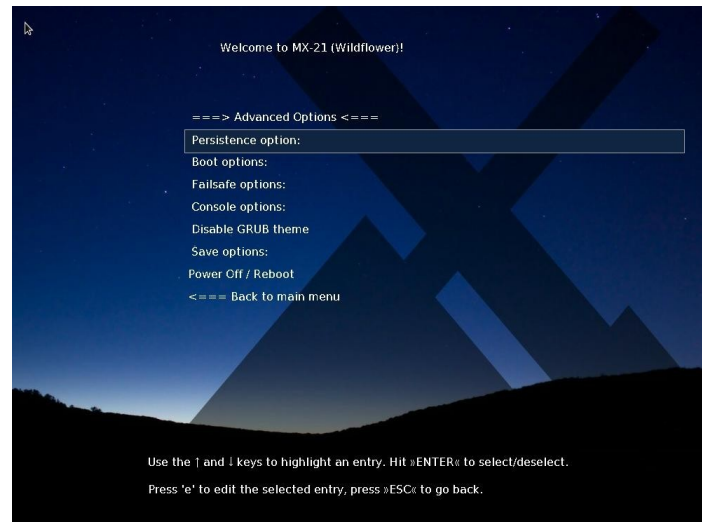 Welcome to MX-21 (Wildflower)!
===> Advanced Options <===
Persistence option:
Boot options:
Failsafe options:
Console options:
Disable GRUB theme
Save options:
Power Off / Reboot
<=== Back to main menu
Use the ↑ and ↓ keys to highlight an entry. Hit »ENTER« to select/deselect.
Press 'e' to edit the selected entry, press »ESC« to go back.